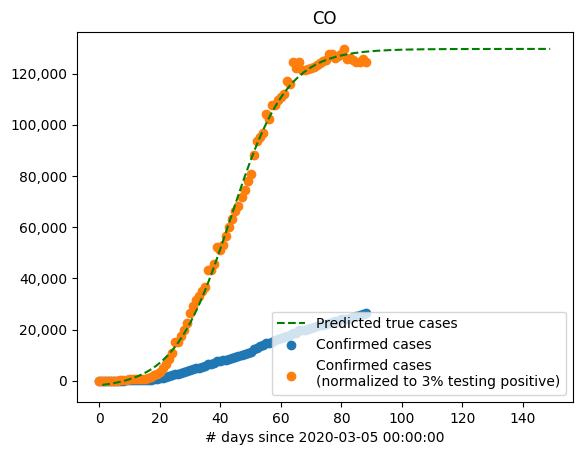 CO
120,000
100,000
80,000
60,000
40,000
20,000
0
Predicted true cases
Confirmed cases
Confirmed cases
(normalized to 3% testing positive)
0 20 40 60 80 100 120 140
# days since 2020-03-05 00:00:00